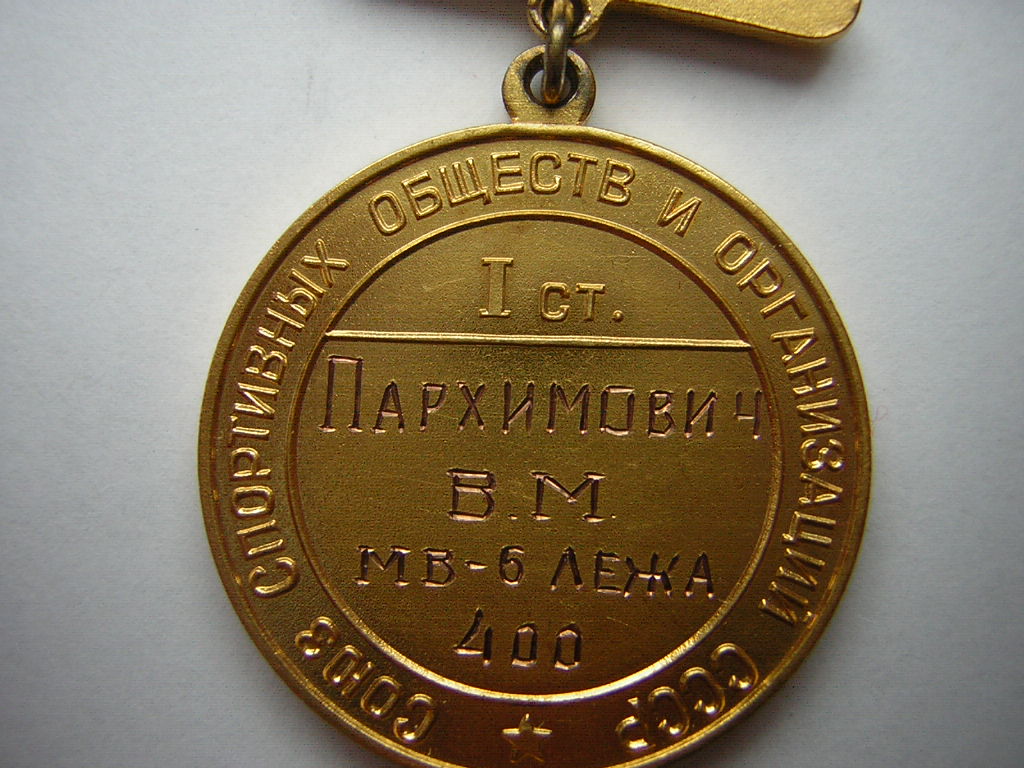 СОЮЗ СПОРТИВНЫХ ОБЩЕСТВ И ОРГАНИЗАЦИЙ СССР
I СТ.
ПАРХИМОВИЧ
В.М.
МВ-6 ЛЕЖА
400